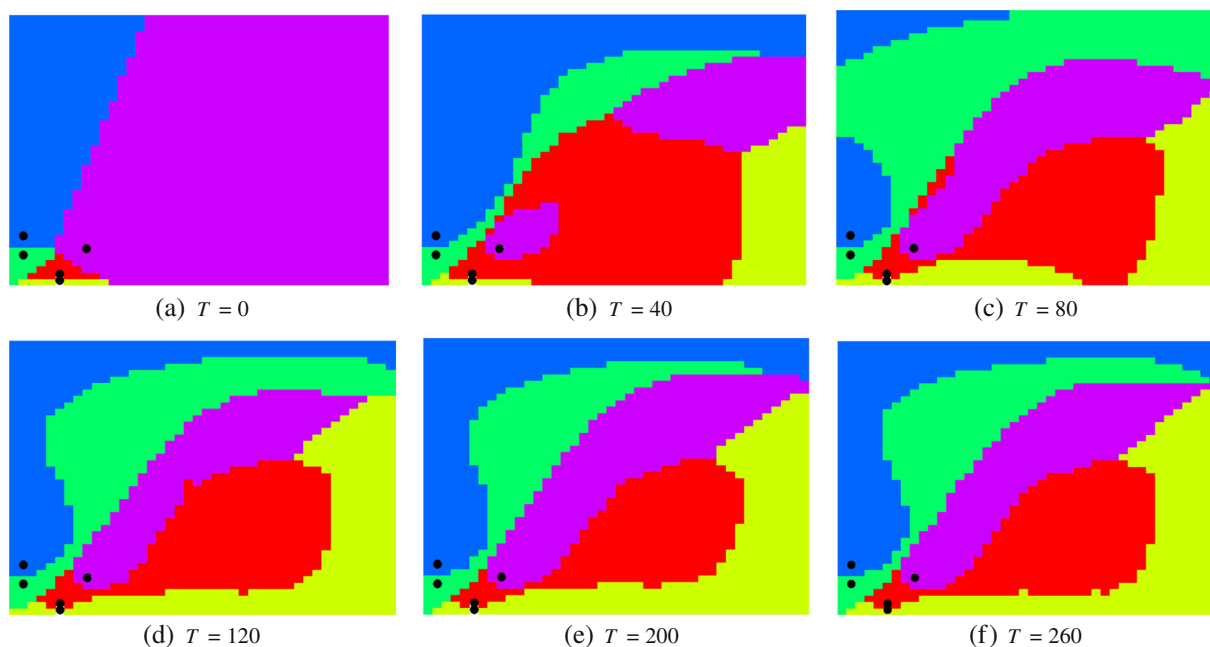 (a) T = 0
(b) T = 40
(c) T = 80
(d) T = 120
(e) T = 200
(f) T = 260